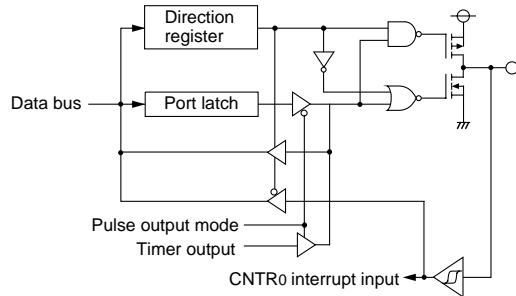 Direction
register
Data bus
Port latch
Pulse output mode
Timer output
CNTR0 interrupt input